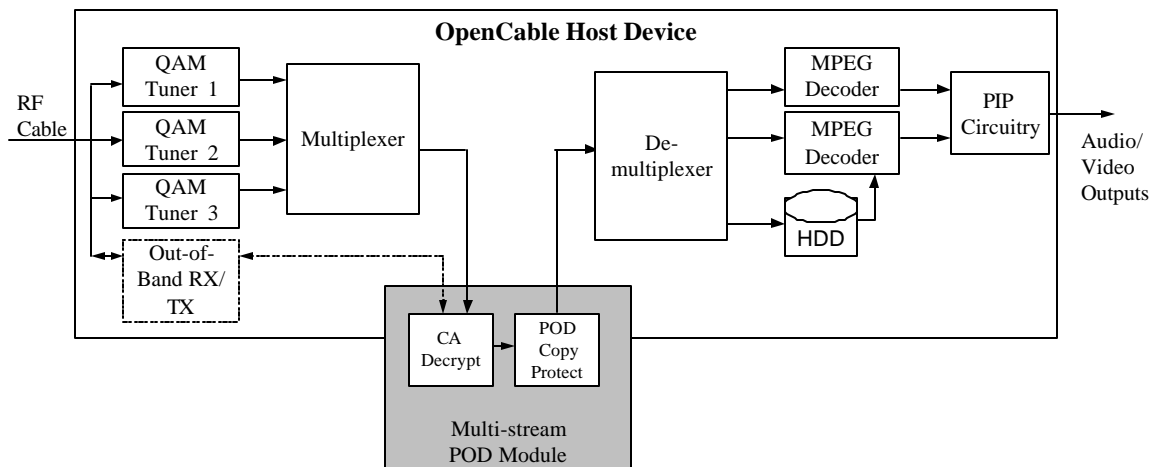 OpenCable Host Device
RF
Cable
QAM
Tuner 1
QAM
Tuner 2
QAM
Tuner 3
Out-of-
Band RX/
TX
Multiplexer
De-
multiplexer
MPEG
Decoder
MPEG
Decoder
HDD
PIP
Circuitry
Audio/
Video
Outputs
CA
Decrypt
POD
Copy
Protect
Multi-stream
POD Module